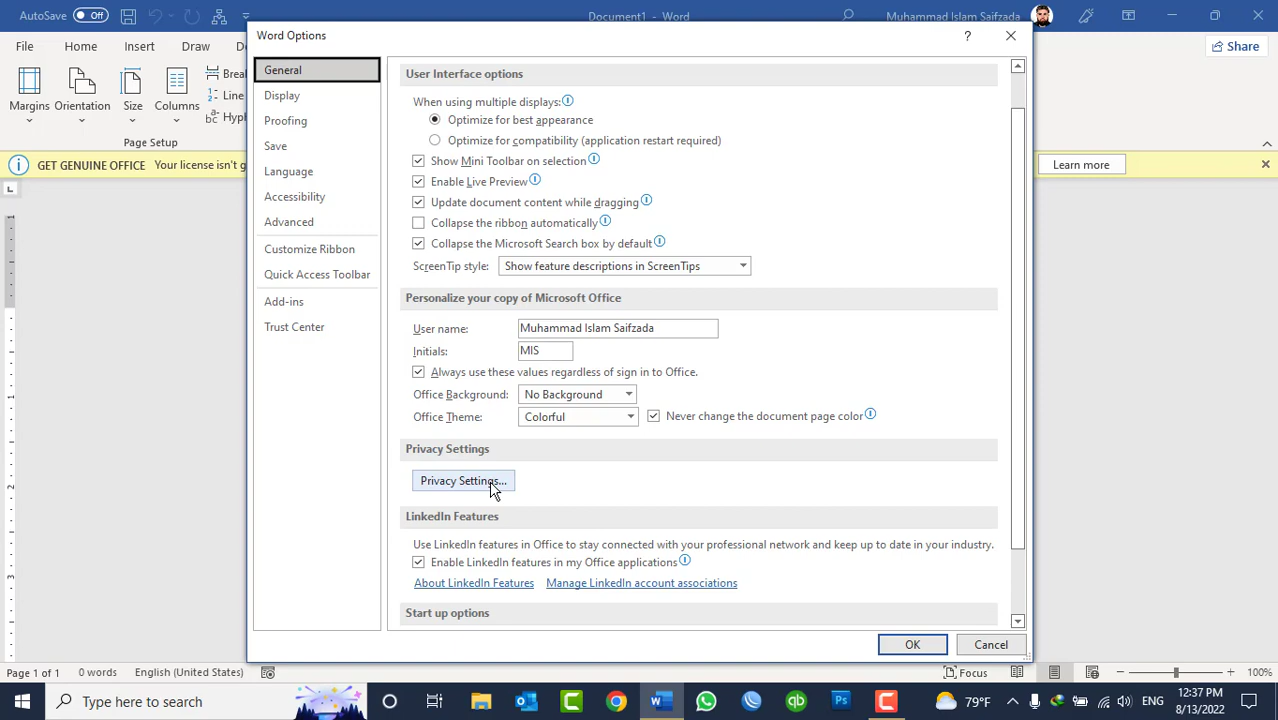 AutoSave Off Document1 - Word Muhammad Islam Saifzada
File Home Insert Draw Share
Word Options ?
Margins Orientation Size Columns
Page Setup
GET GENUINE OFFICE Your license isn't g Learn more
General
Display
Proofing
Save
Language
Accessibility
Advanced
Customize Ribbon
Quick Access Toolbar
Add-ins
Trust Center
User Interface options
When using multiple displays:
Optimize for best appearance
Optimize for compatibility (application restart required)
Show Mini Toolbar on selection
Enable Live Preview
Update document content while dragging
Collapse the ribbon automatically
Collapse the Microsoft Search box by default
ScreenTip style: Show feature descriptions in ScreenTips
Personalize your copy of Microsoft Office
User name: Muhammad Islam Saifzada
Initials: MIS
Always use these values regardless of sign in to Office.
Office Background: No Background
Office Theme: Colorful Never change the document page color
Privacy Settings
Privacy Settings...
LinkedIn Features
Use LinkedIn features in Office to stay connected with your professional network and keep up to date in your industry.
Enable LinkedIn features in my Office applications
About LinkedIn Features Manage LinkedIn account associations
Start up options
OK Cancel
Page 1 of 1 0 words English (United States) Focus 100%
Type here to search 79°F ENG 12:37 PM
8/13/2022